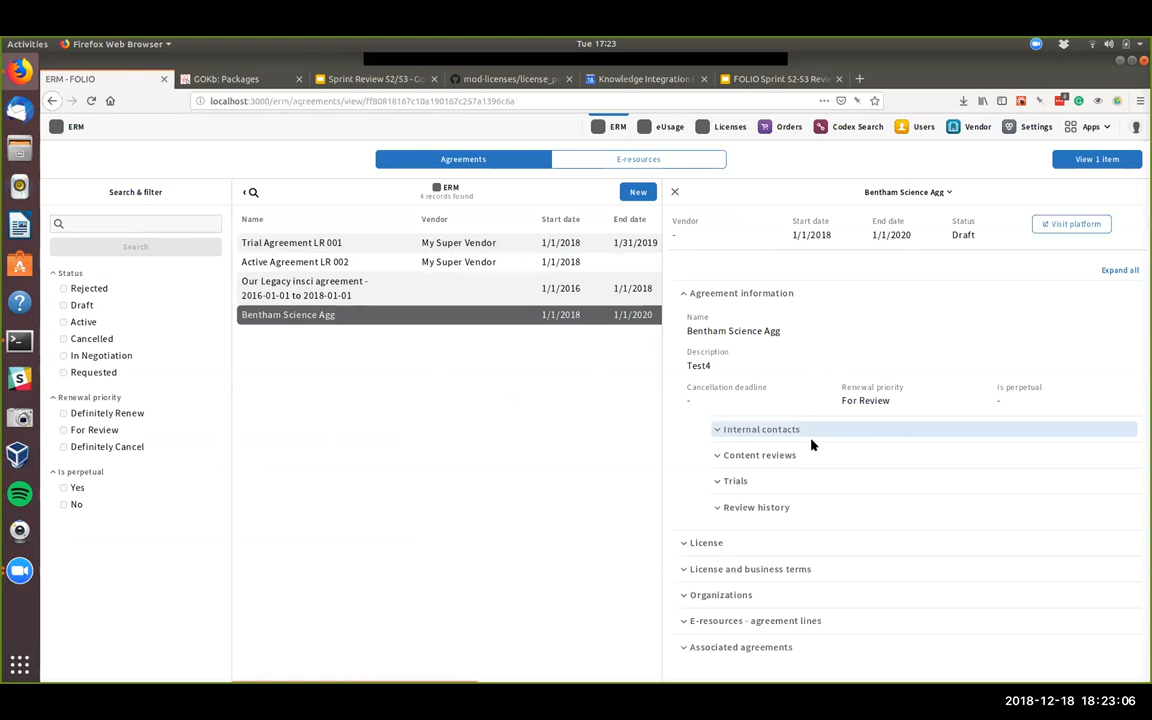 Activities
Firefox Web Browser
Tue 17:23
ERM - FOLIO
GOKb: Packages
Sprint Review 52/53 - Go
mod-licenses/license_p
Knowledge Integration
FOLIO Sprint 52-53 Revi
localhost:3000/erm/agreements/view/ff80818167c10a190167c257a1396c6a
ERM
ERM
eUsage
Licenses
Orders
Codex Search
Users
Vendor
Settings
Apps
Agreements
E-resources
View 1 item
Search & filter
Search
Status
Rejected
Draft
Active
Cancelled
In Negotiation
Requested
Renewal priority
Definitely Renew
For Review
Definitely Cancel
Is perpetual
Yes
No
ERM
4 records found
New
Name Vendor Start date End date
Trial Agreement LR 001 My Super Vendor 1/1/2018 1/31/2019
Active Agreement LR 002 My Super Vendor 1/1/2018
Our Legacy insci agreement -
2016-01-01 to 2018-01-01 1/1/2016 1/1/2018
Bentham Science Agg 1/1/2018 1/1/2020
Bentham Science Agg
Vendor Start date End date Status
- 1/1/2018 1/1/2020 Draft
Visit platform
Expand all
Agreement information
Name
Bentham Science Agg
Description
Test4
Cancellation deadline Renewal priority Is perpetual
- For Review -
Internal contacts
Content reviews
Trials
Review history
License
License and business terms
Organizations
E-resources - agreement lines
Associated agreements
2018-12-18 18:23:06